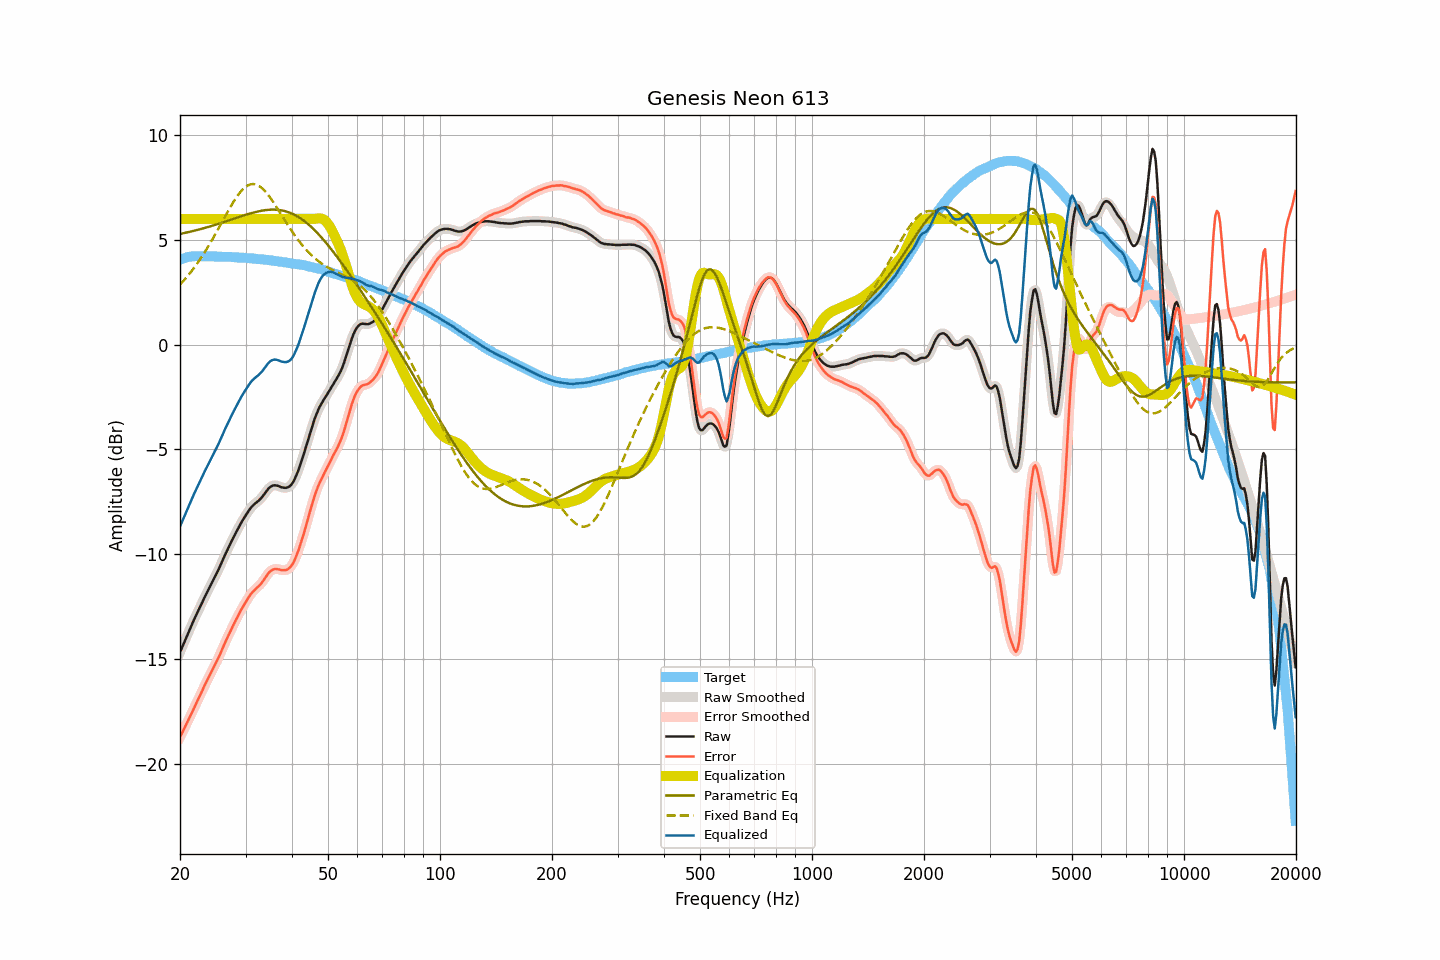 Genesis Neon 613
10
5
0
−5
−10
−15
−20
Amplitude (dBr)
Target
Raw Smoothed
Error Smoothed
Raw
Error
Equalization
Parametric Eq
Fixed Band Eq
Equalized
20 50 100 200 500 1000 2000 5000 10000 20000
Frequency (Hz)